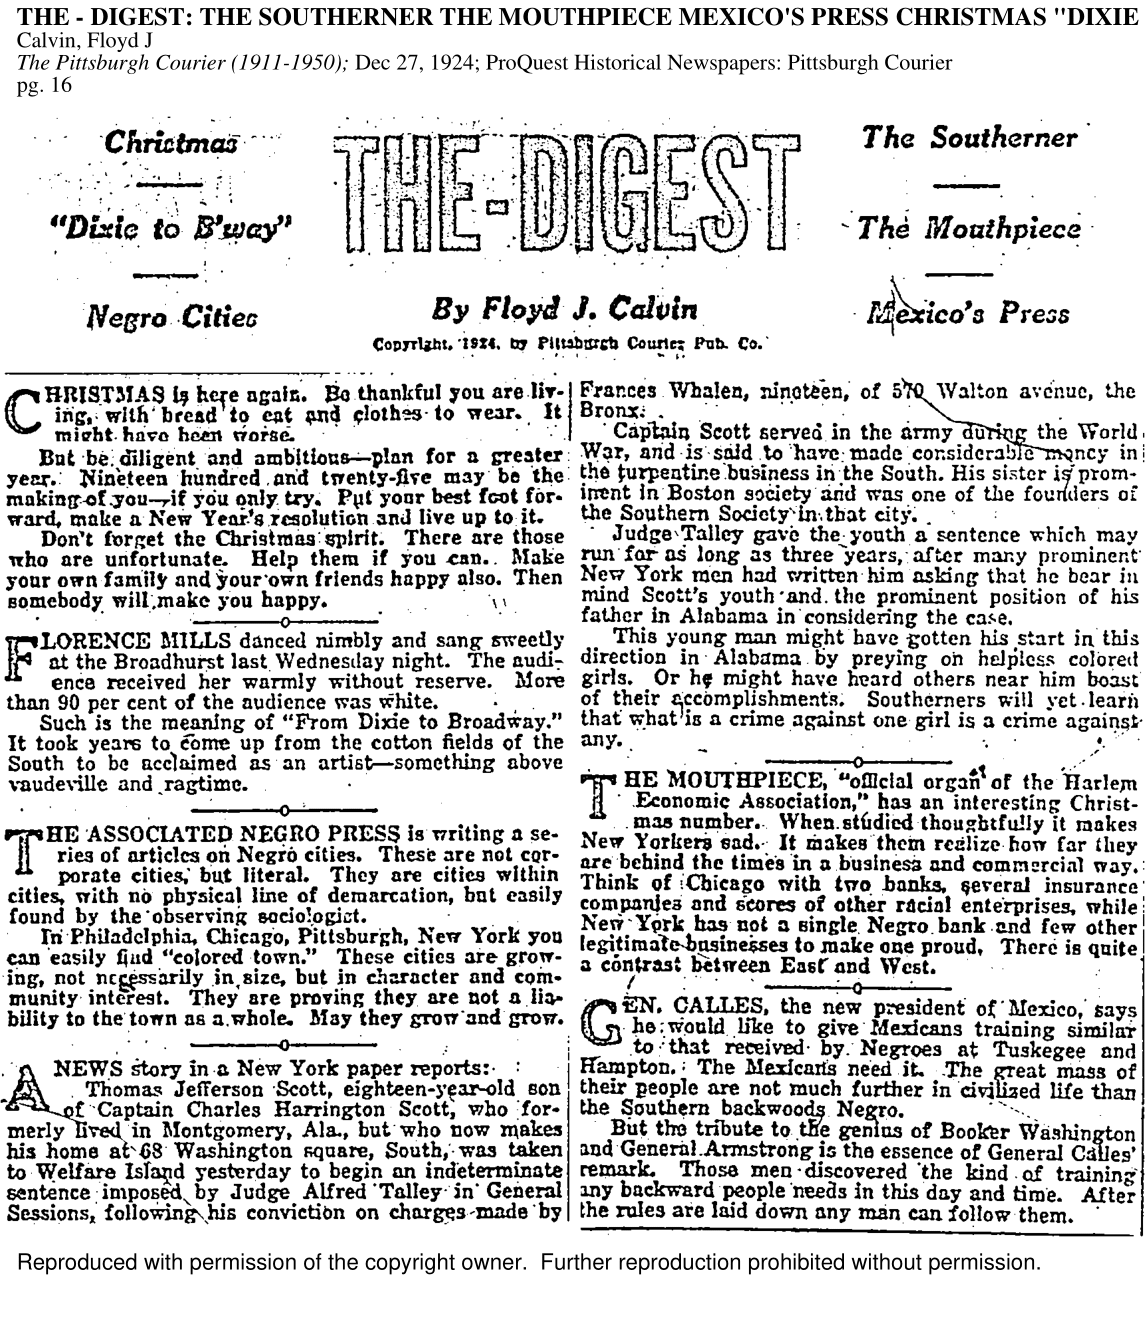 THE - DIGEST: THE SOUTHERNER THE MOUTHPIECE MEXICO'S PRESS CHRISTMAS "DIXIE
Calvin, Floyd J
The Pittsburgh Courier (1911-1950); Dec 27, 1924; ProQuest Historical Newspapers: Pittsburgh Courier
pg. 16
Christmas
"Dixie to B'way"
Negro Cities
THE-DIGEST
By Floyd J. Calvin
Copyright, 1924, by Pittsburgh Courier Pub. Co.
The Southerner
The Mouthpiece
Mexico's Press
CHRISTMAS is here again. Be thankful you are liv-
ing, with bread to eat and clothes to wear. It
might have been worse.
But be diligent and ambitious—plan for a greater
year. Nineteen hundred and twenty-five may be the
making of you—if you only try. Put your best foot for-
ward, make a New Year's resolution and live up to it.
Don't forget the Christmas spirit. There are those
who are unfortunate. Help them if you can. Make
your own family and your own friends happy also. Then
somebody will make you happy.
FLORENCE MILLS danced nimbly and sang sweetly
at the Broadhurst last Wednesday night. The audi-
ence received her warmly without reserve. More
than 90 per cent of the audience was white.
Such is the meaning of "From Dixie to Broadway."
It took years to come up from the cotton fields of the
South to be acclaimed as an artist—something above
vaudeville and ragtime.
THE ASSOCIATED NEGRO PRESS is writing a se-
ries of articles on Negro cities. These are not cor-
porate cities, but literal. They are cities within
cities, with no physical line of demarcation, but easily
found by the observing sociologist.
In Philadelphia, Chicago, Pittsburgh, New York you
can easily find "colored town." These cities are grow-
ing, not necessarily in size, but in character and com-
munity interest. They are proving they are not a lia-
bility to the town as a whole. May they grow and grow.
A NEWS story in a New York paper reports:
Thomas Jefferson Scott, eighteen-year-old son
of Captain Charles Harrington Scott, who for-
merly lived in Montgomery, Ala., but who now makes
his home at 68 Washington square, South, was taken
to Welfare Island yesterday to begin an indeterminate
sentence imposed by Judge Alfred Talley in General
Sessions, following his conviction on charges made by
Frances Whalen, nineteen, of 570 Walton avenue, the
Bronx.
Captain Scott served in the army during the World
War, and is said to have made considerable money in
the turpentine business in the South. His sister is prom-
inent in Boston society and was one of the founders of
the Southern Society in that city.
Judge Talley gave the youth a sentence which may
run for as long as three years, after many prominent
New York men had written him asking that he bear in
mind Scott's youth and the prominent position of his
father in Alabama in considering the case.
This young man might have gotten his start in this
direction in Alabama by preying on helpless colored
girls. Or he might have heard others near him boast
of their accomplishments. Southerners will yet learn
that what is a crime against one girl is a crime against
any.
THE MOUTHPIECE, "official organ of the Harlem
Economic Association," has an interesting Christ-
mas number. When studied thoughtfully it makes
New Yorkers sad. It makes them realize how far they
are behind the times in a business and commercial way.
Think of Chicago with two banks, several insurance
companies and scores of other racial enterprises, while
New York has not a single Negro bank and few other
legitimate businesses to make one proud. There is quite
a contrast between East and West.
GEN. CALLES, the new president of Mexico, says
he would like to give Mexicans training similar
to that received by Negroes at Tuskegee and
Hampton. The Mexicans need it. The great mass of
their people are not much further in civilized life than
the Southern backwoods Negro.
But the tribute to the genius of Booker Washington
and General Armstrong is the essence of General Calles'
remark. Those men discovered the kind of training
any backward people needs in this day and time. After
the rules are laid down any man can follow them.
Reproduced with permission of the copyright owner. Further reproduction prohibited without permission.